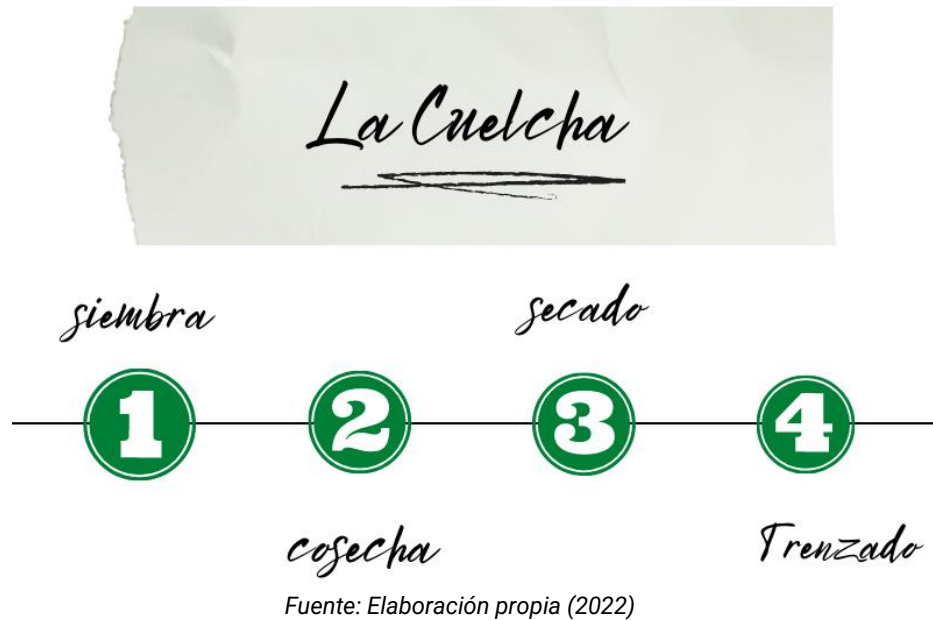 La Cuelcha
siembra
secado
1
2
3
4
cosecha
Trenzado
Fuente: Elaboración propia (2022)